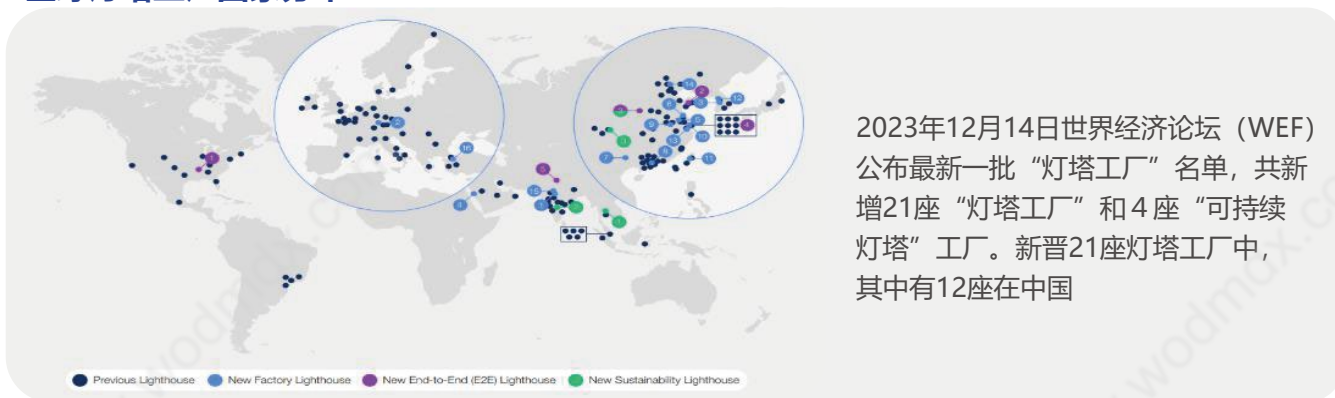 2023年12月14日世界经济论坛（WEF）
公布最新一批“灯塔工厂”名单，共新
增21座“灯塔工厂”和4座“可持续
灯塔”工厂。新晋21座灯塔工厂中，
其中有12座在中国
Previous Lighthouse New Factory Lighthouse New End-to-End (E2E) Lighthouse New Sustainability Lighthouse